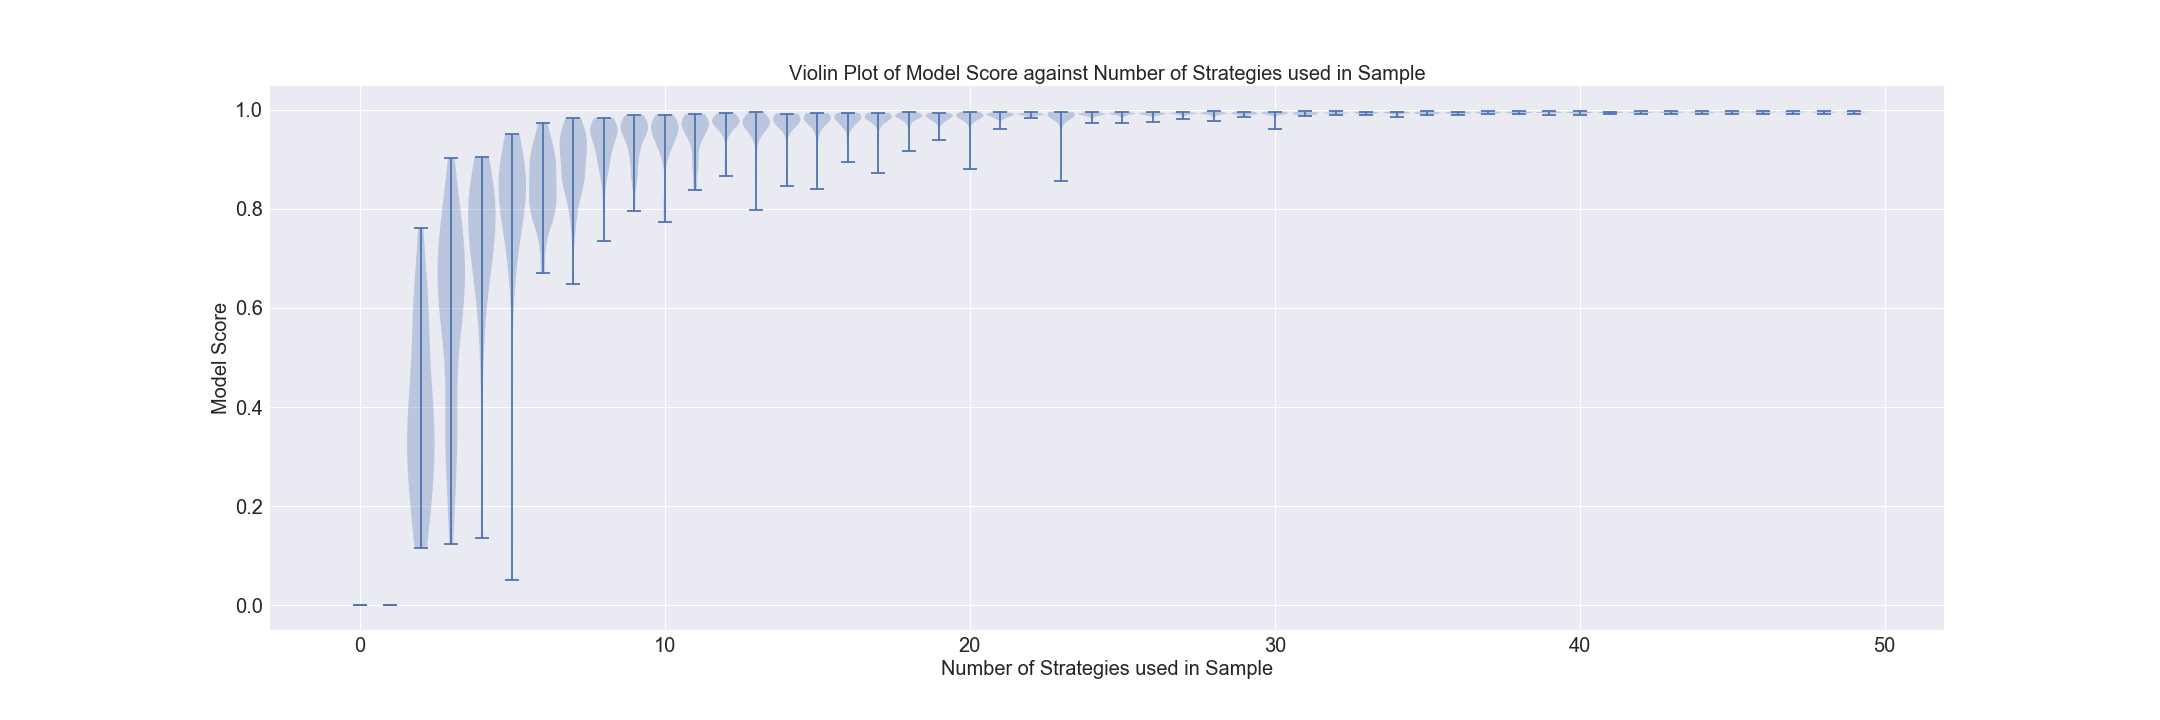 Violin Plot of Model Score against Number of Strategies used in Sample
1.0
0.8
0.6
0.4
0.2
0.0
Model Score
0 10 20 30 40 50
Number of Strategies used in Sample